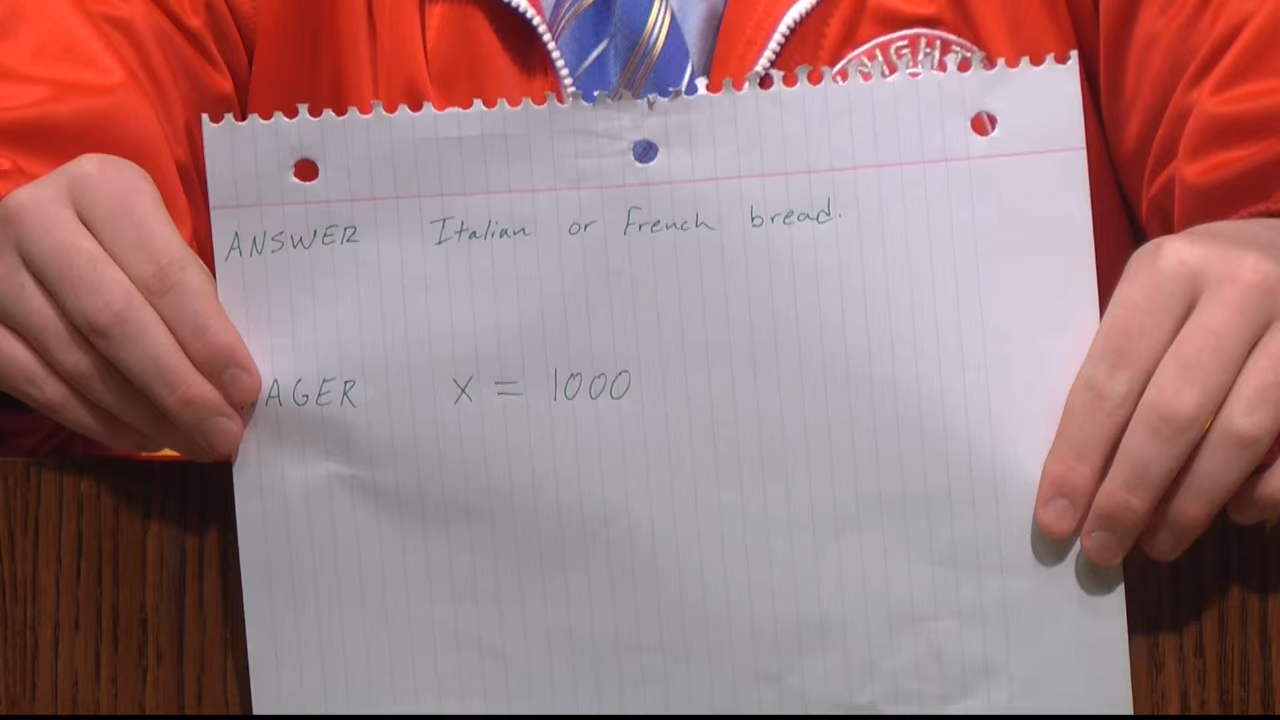 ANSWER Italian or French bread.
AGER X = 1000